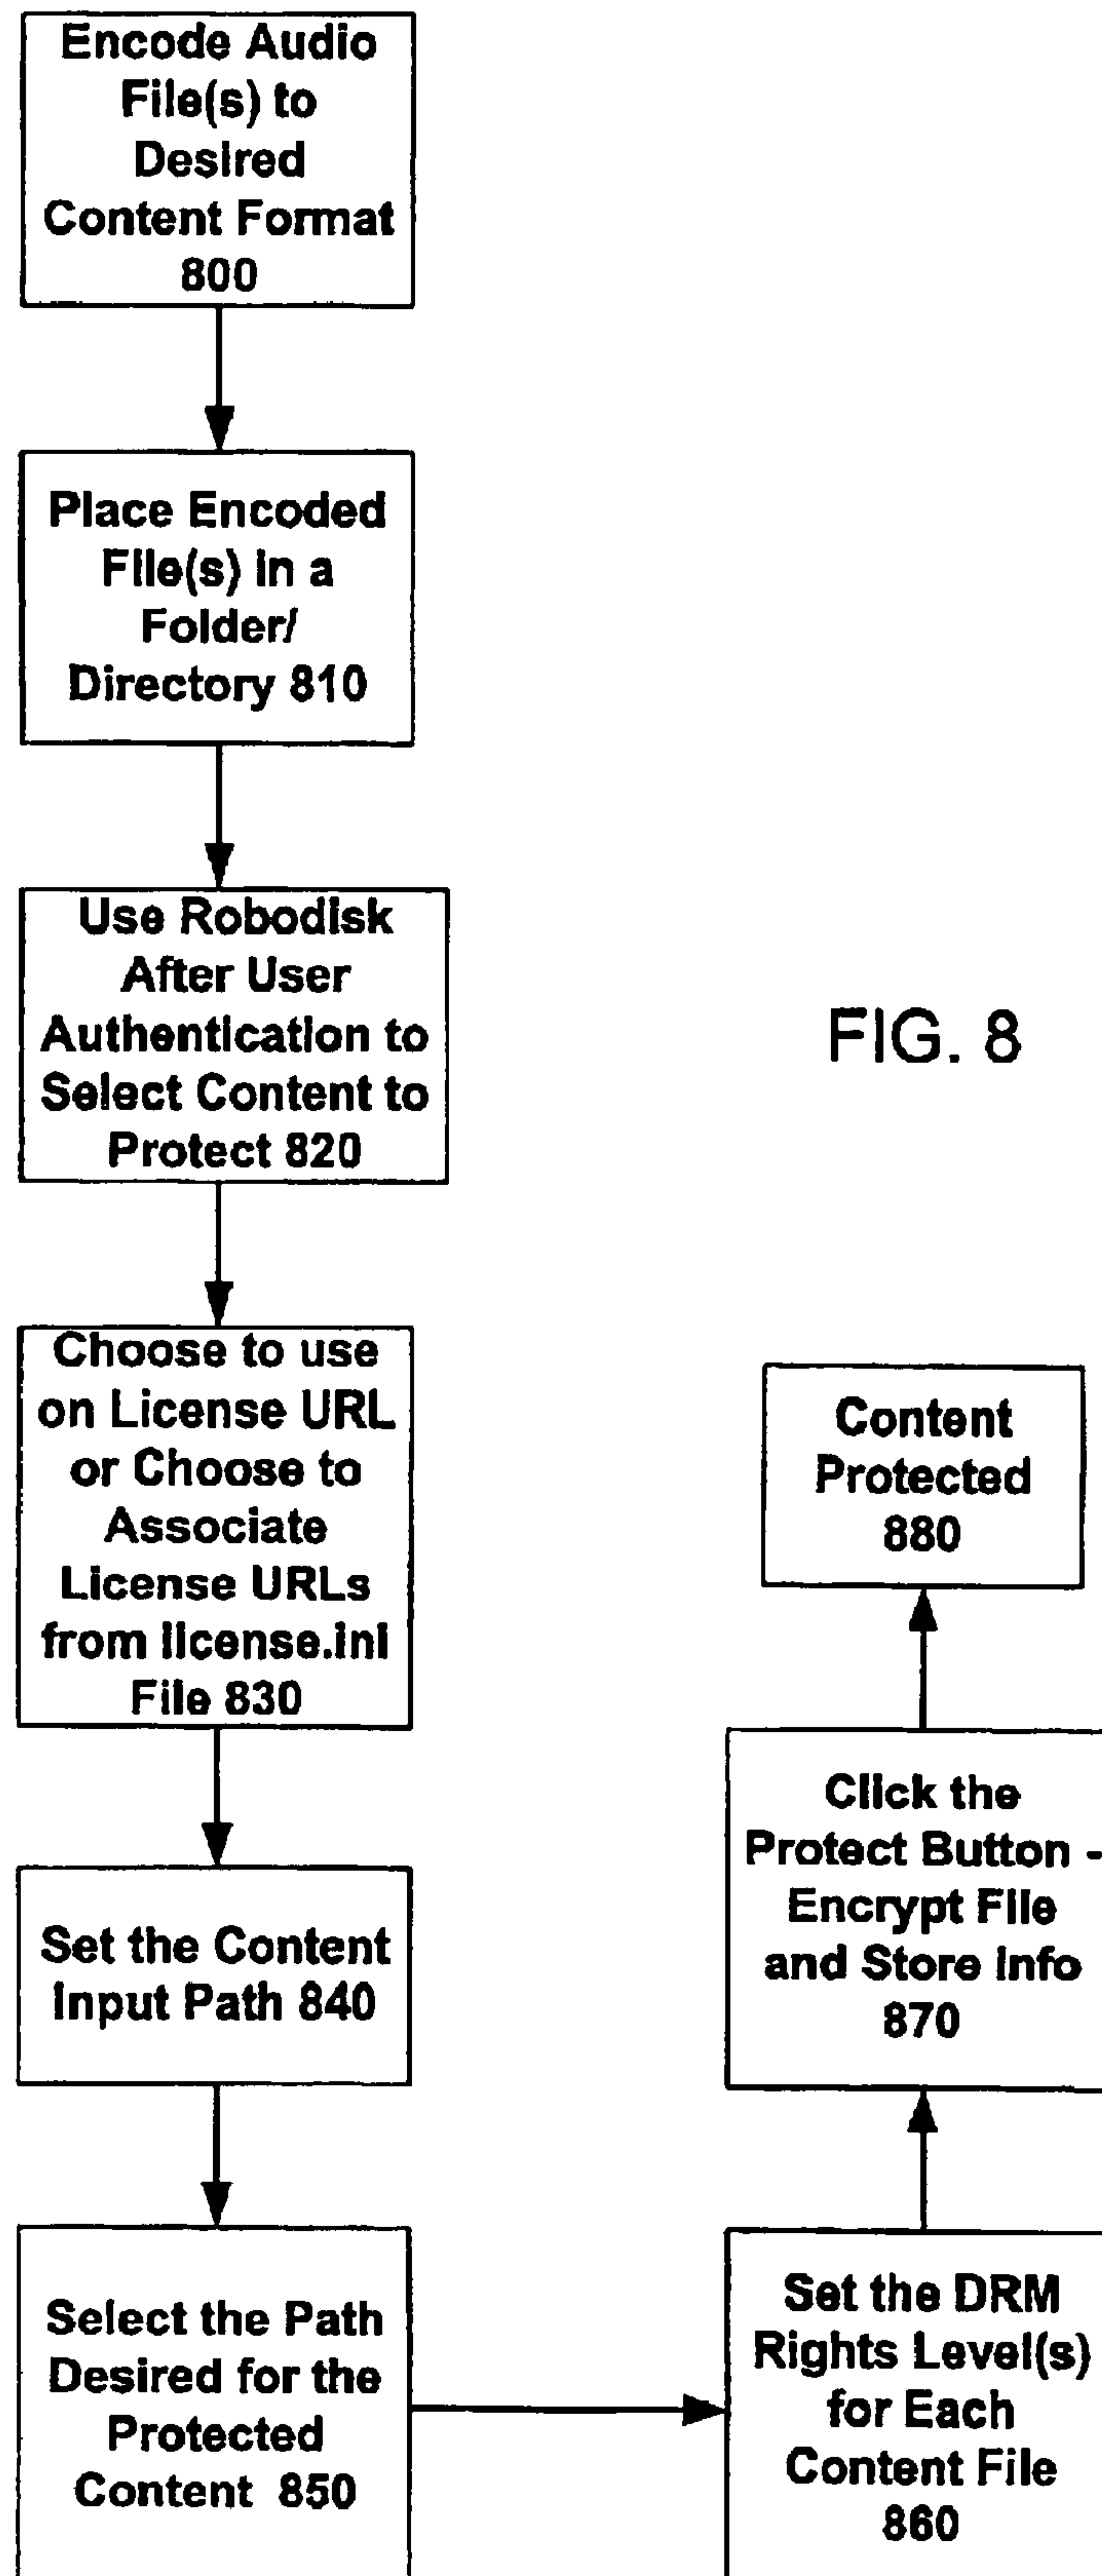 Encode Audio
File(s) to
Desired
Content Format
800
Place Encoded
File(s) in a
Folder/
Directory 810
Use Robodisk
After User
Authentication to
Select Content to
Protect 820
Choose to use
on License URL
or Choose to
Associate
License URLs
from license.ini
File 830
Set the Content
Input Path 840
Select the Path
Desired for the
Protected
Content 850
Set the DRM
Rights Level(s)
for Each
Content File
860
Click the
Protect Button -
Encrypt File
and Store Info
870
Content
Protected
880
FIG. 8